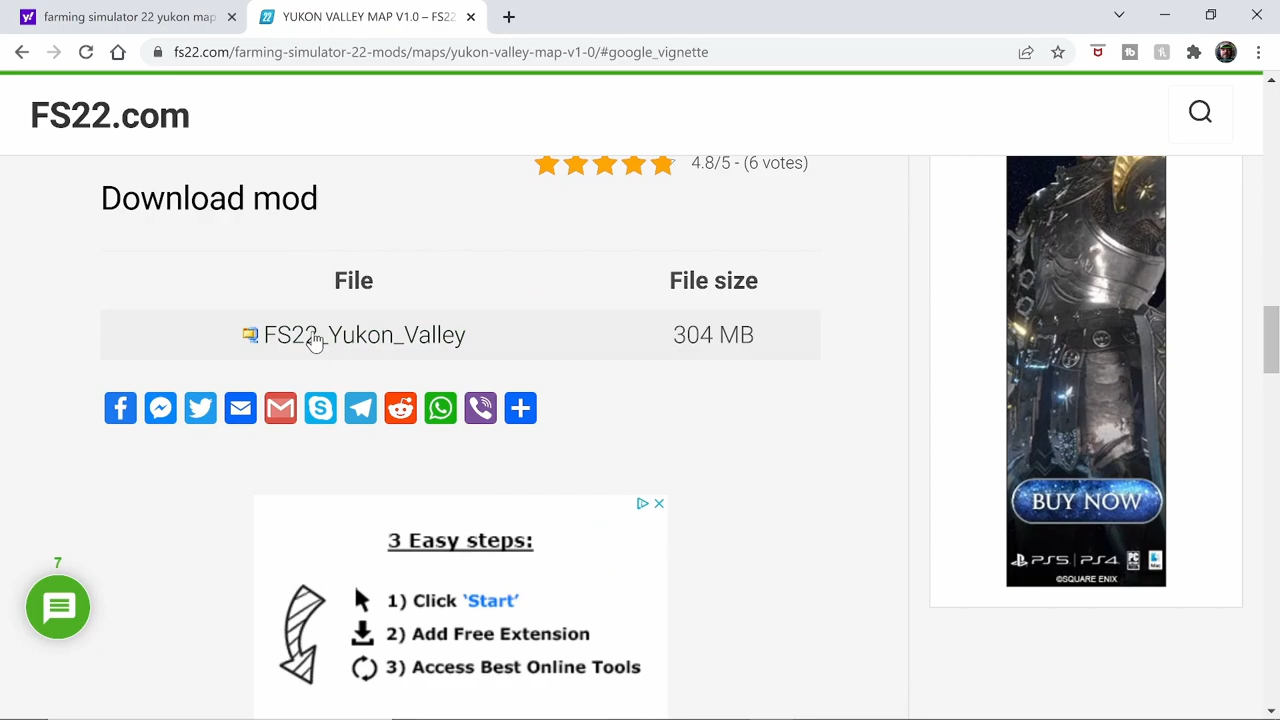 farming simulator 22 yukon map
YUKON VALLEY MAP V1.0 – FS22
fs22.com/farming-simulator-22-mods/maps/yukon-valley-map-v1-0/#google_vignette
FS22.com
4.8/5 - (6 votes)
Download mod
File
File size
FS22_Yukon_Valley
304 MB
3 Easy steps:
1) Click 'Start'
2) Add Free Extension
3) Access Best Online Tools
7
BUY NOW
PS5 | PS4
©SQUARE ENIX